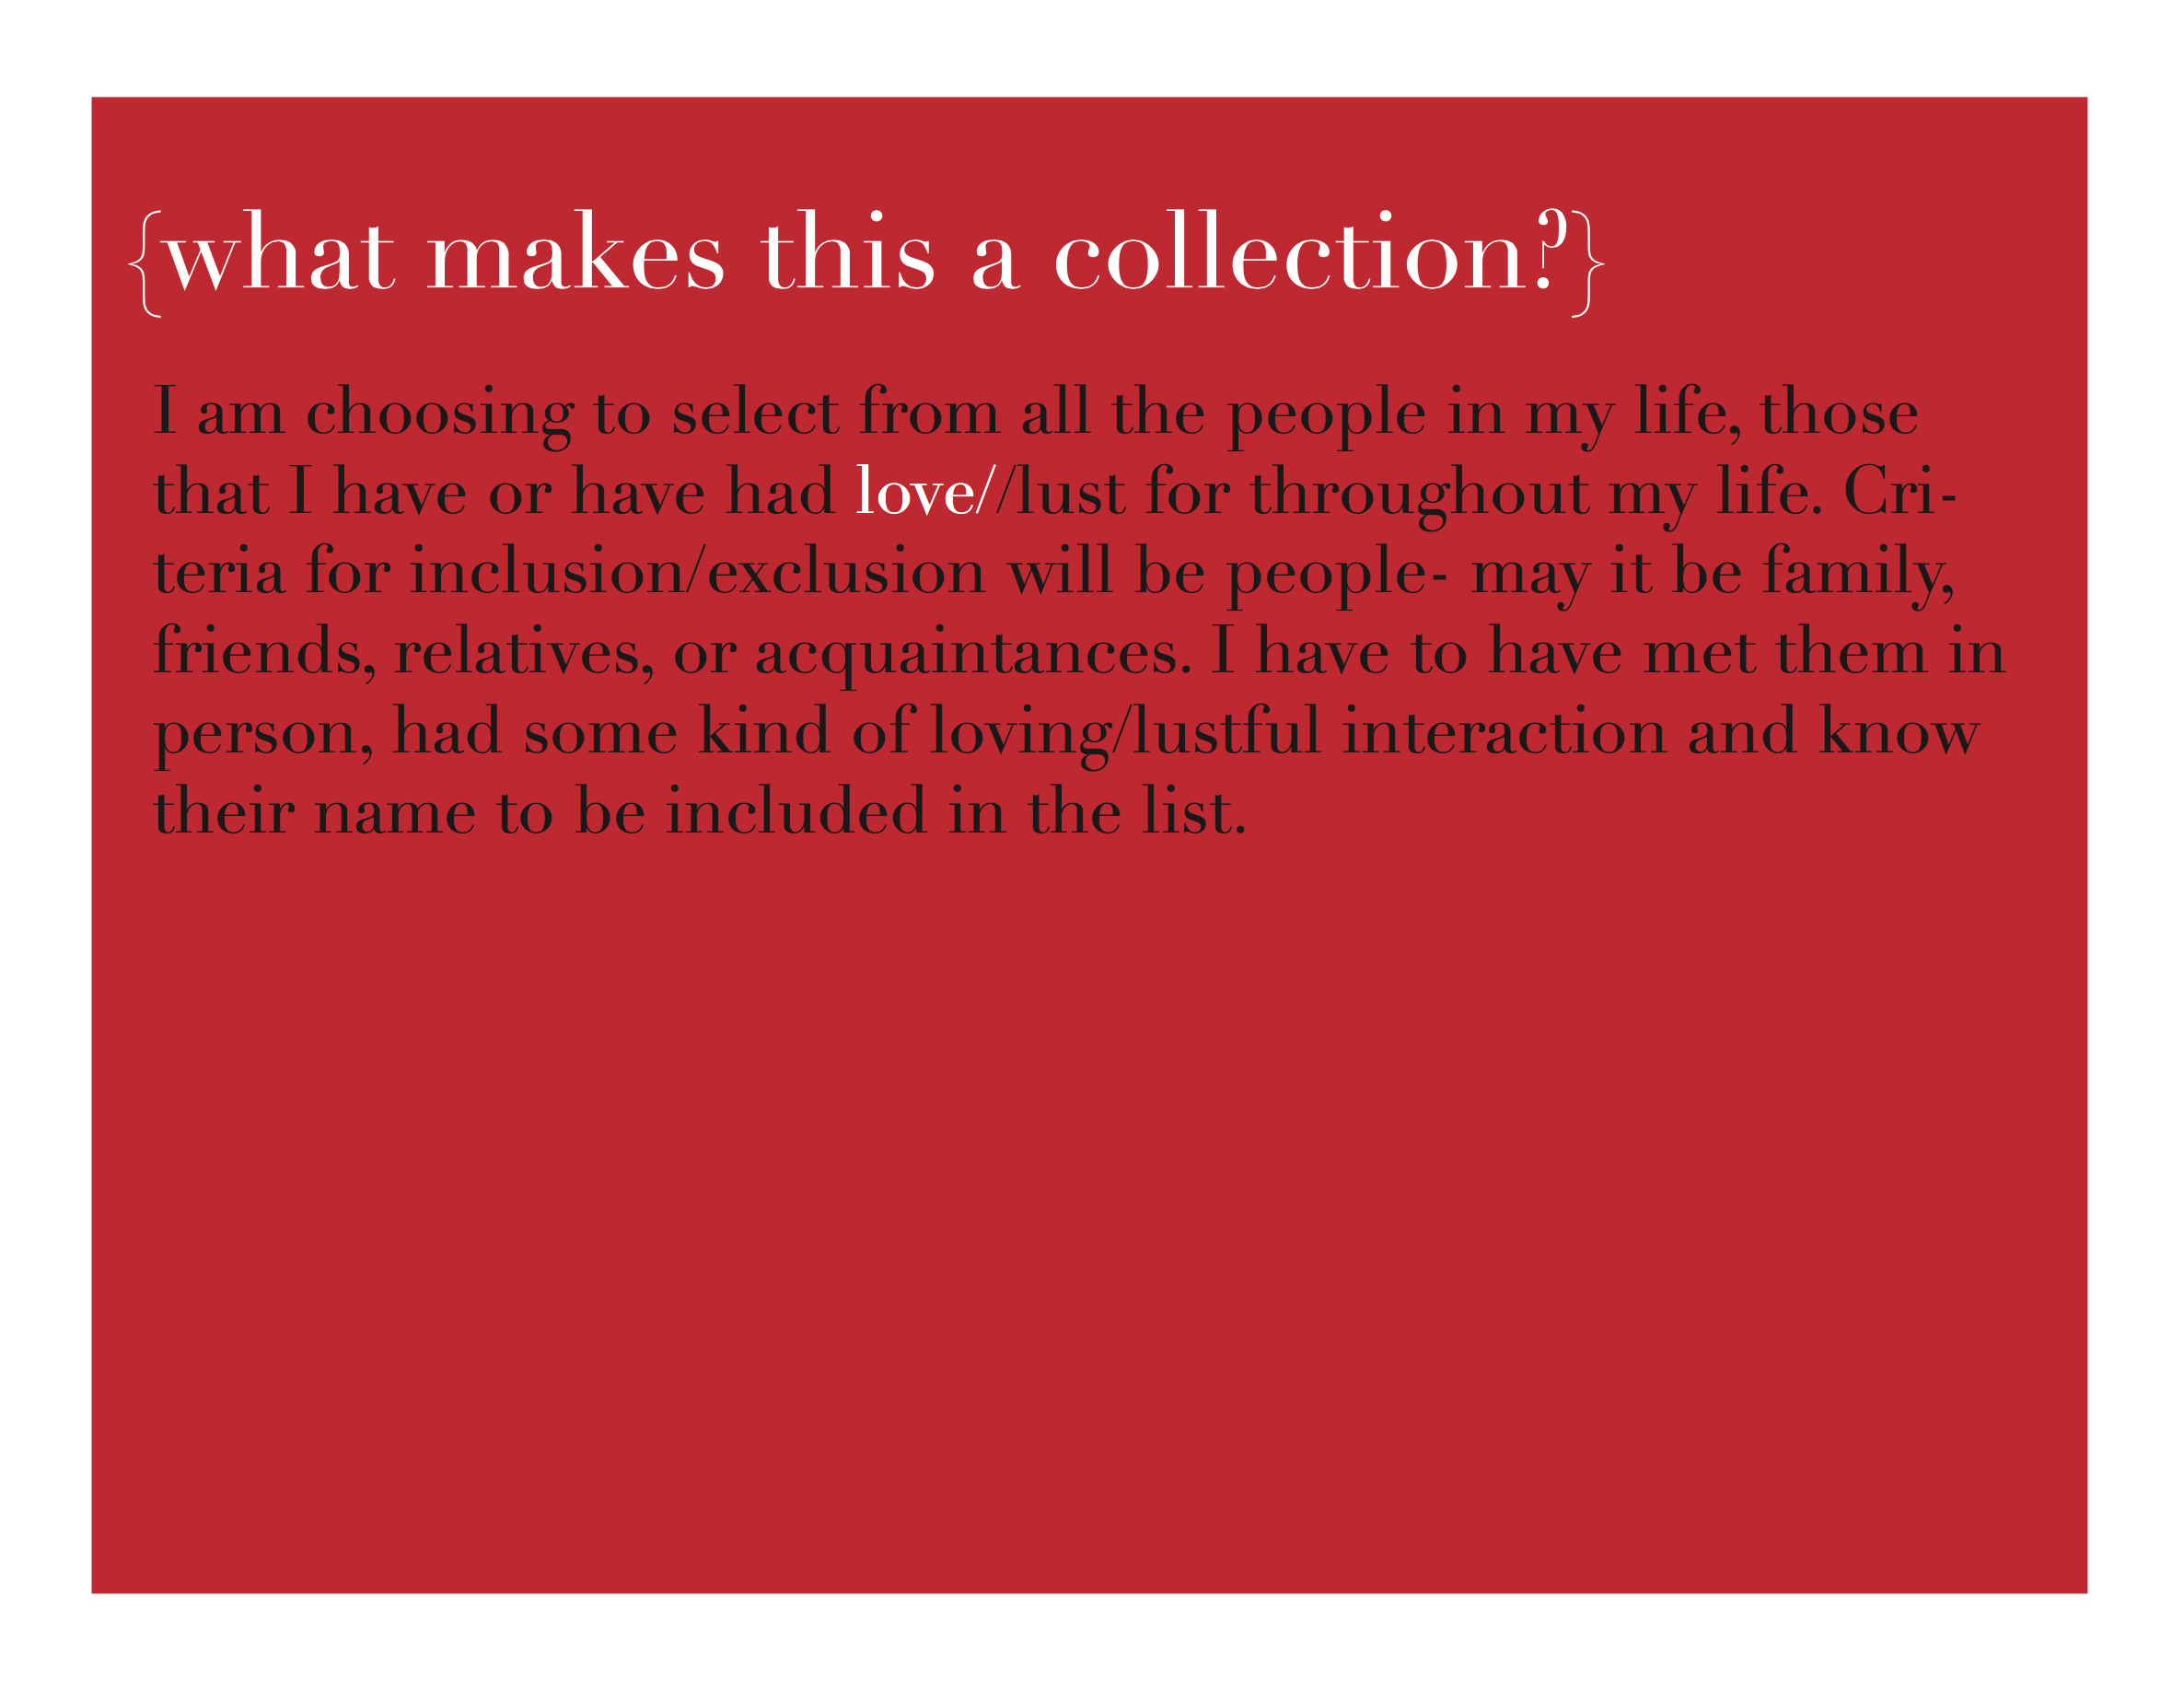 {what makes this a collection?}
I am choosing to select from all the people in my life, those
that I have or have had love//lust for throughout my life. Cri-
teria for inclusion/exclusion will be people- may it be family,
friends, relatives, or acquaintances. I have to have met them in
person, had some kind of loving/lustful interaction and know
their name to be included in the list.